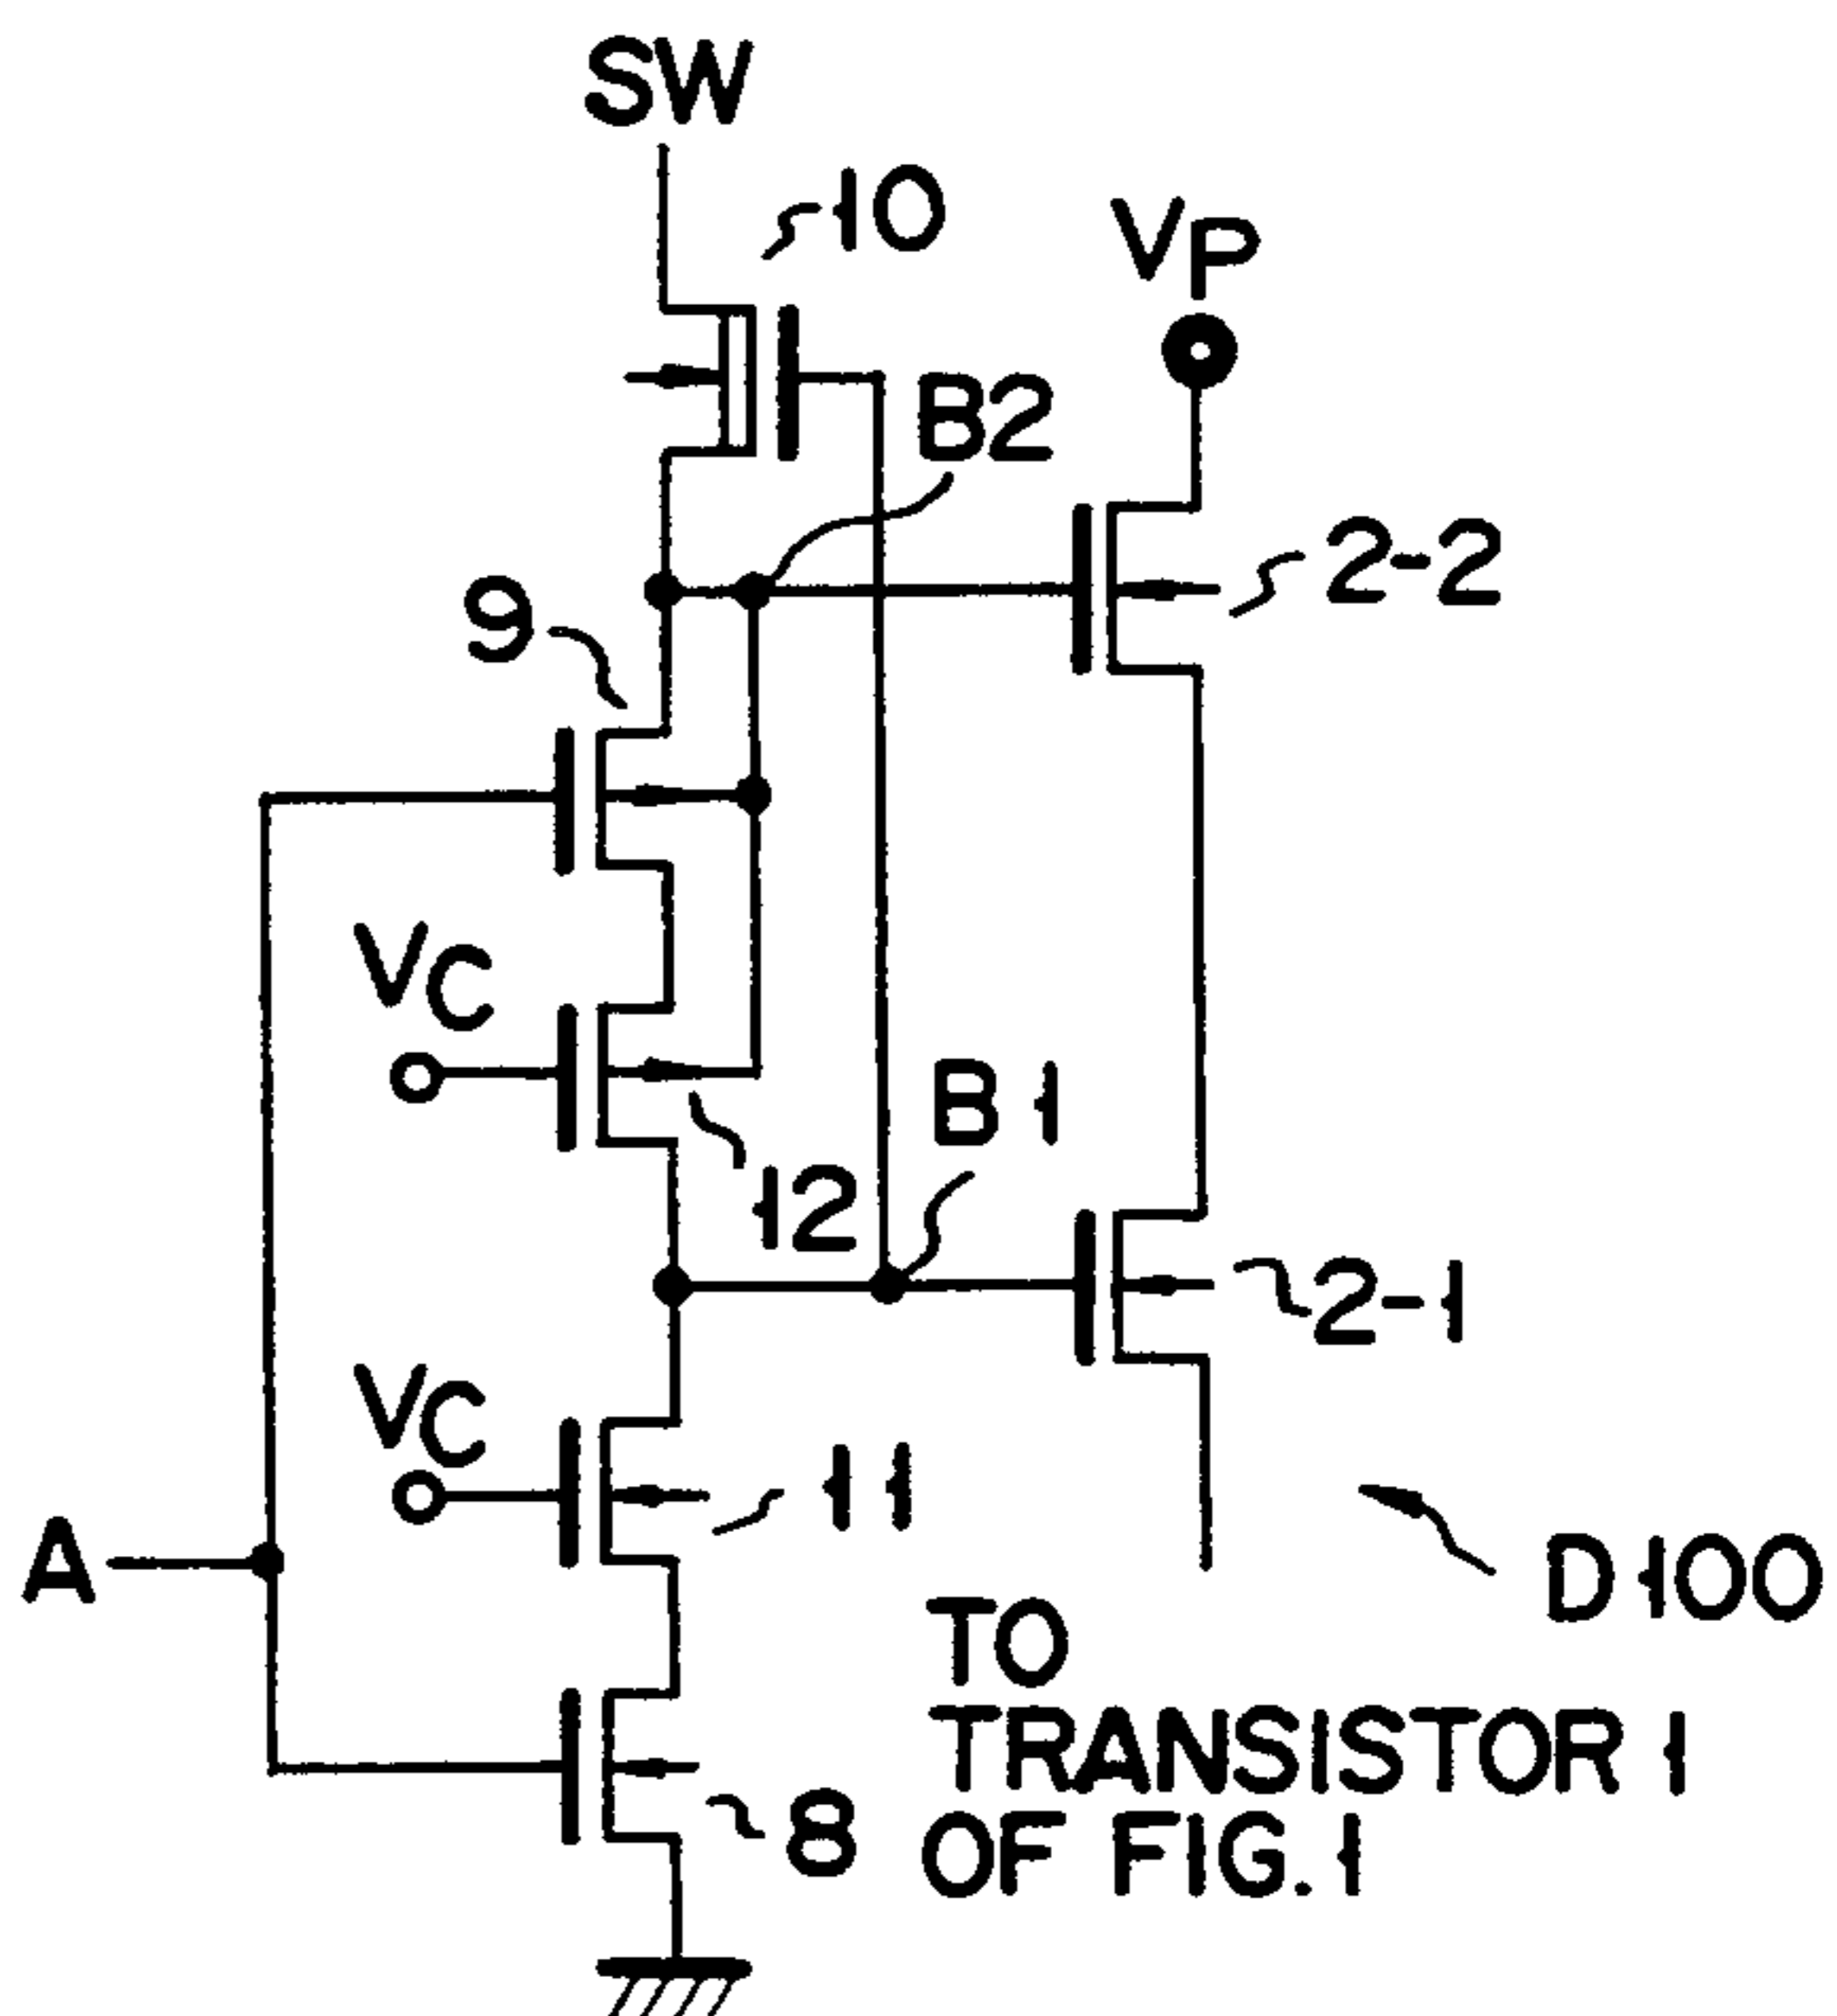 SW
10
VP
B2
2-2
9
VC
B1
12
2-1
VC
11
A
D100
TO
TRANSISTOR 1
OF FIG. 1
8